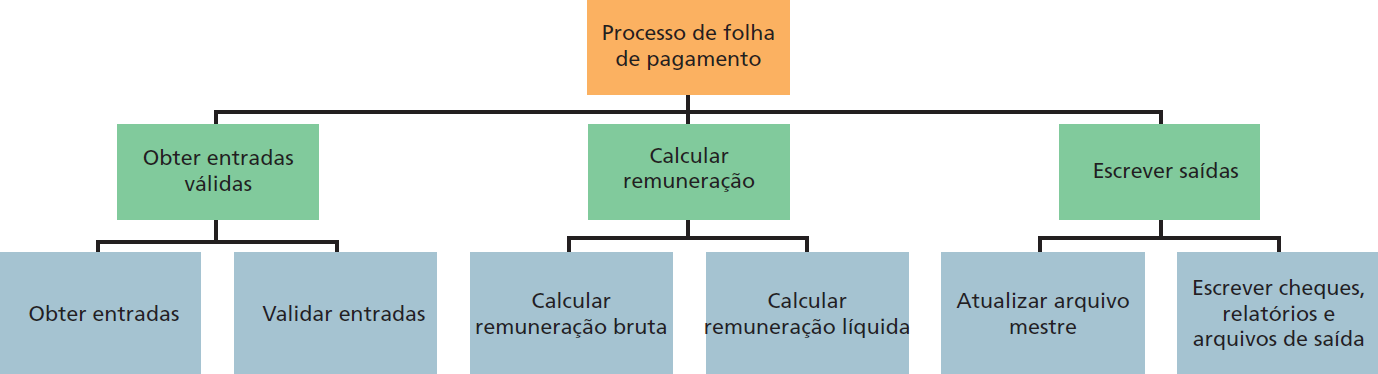 Processo de folha
de pagamento
Obter entradas
válidas
Calcular
remuneração
Escrever saídas
Obter entradas
Validar entradas
Calcular
remuneração bruta
Calcular
remuneração líquida
Atualizar arquivo
mestre
Escrever cheques,
relatórios e
arquivos de saída